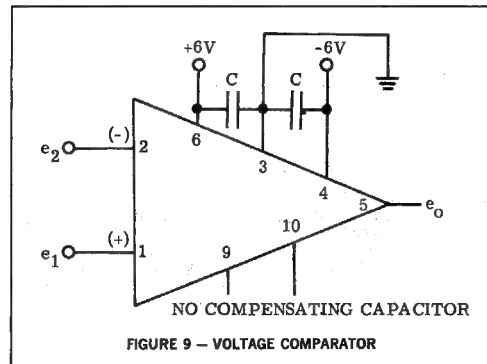 +6V
-6V
C
C
6
3
4
e2
(-)
2
5
eo
e1
(+)
1
9
10
NO COMPENSATING CAPACITOR
FIGURE 9 — VOLTAGE COMPARATOR